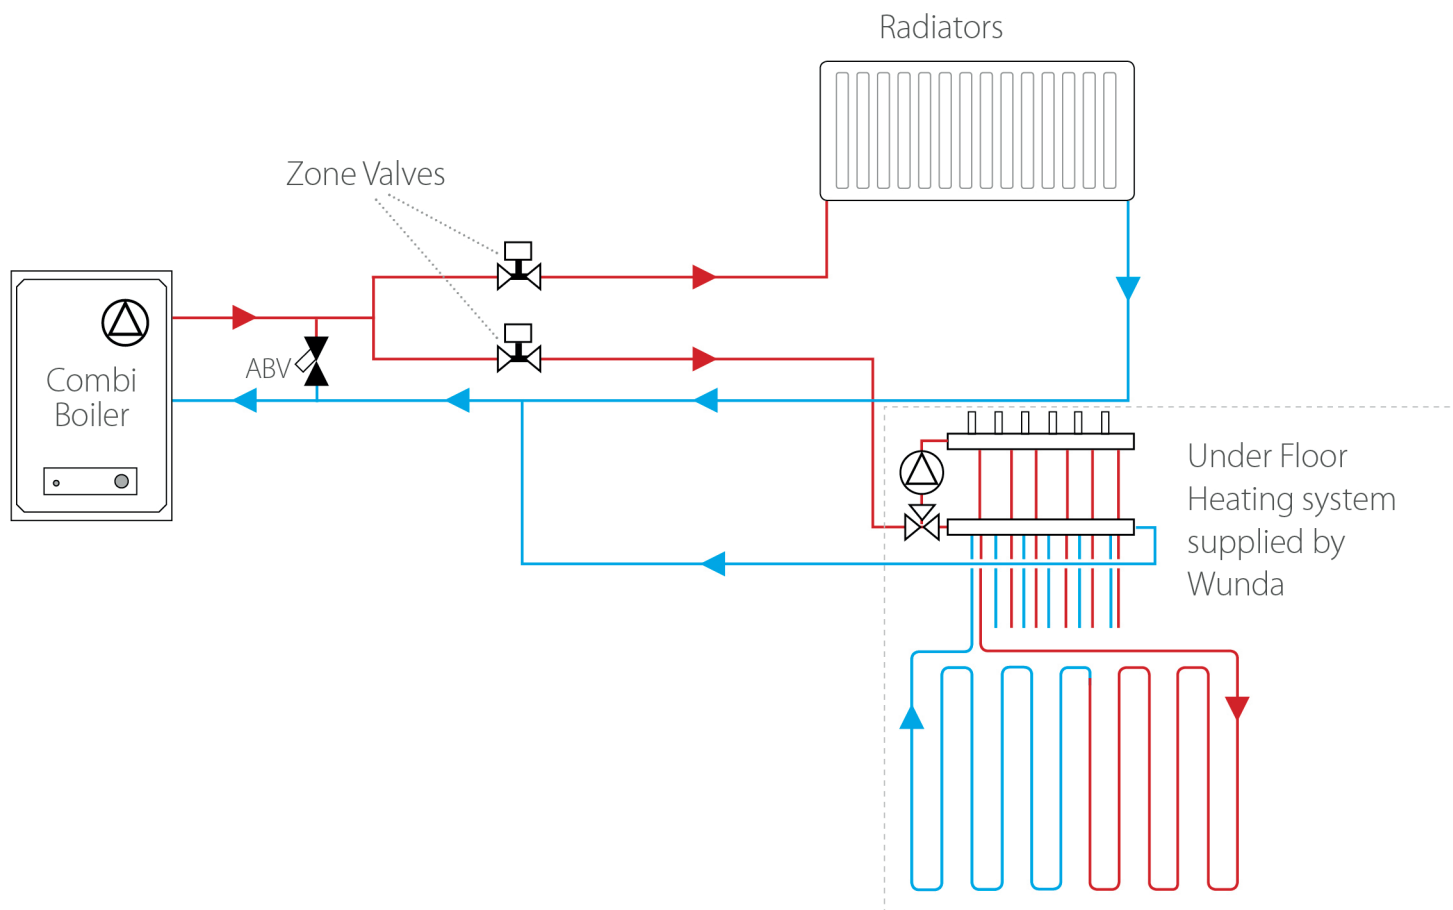 Radiators
Zone Valves
ABV
Combi
Boiler
Under Floor
Heating system
supplied by
Wunda